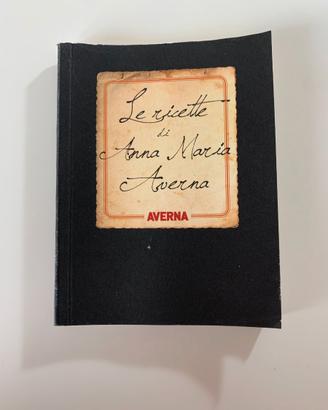 Le ricette
di
Anna Maria
Averna
AVERNA